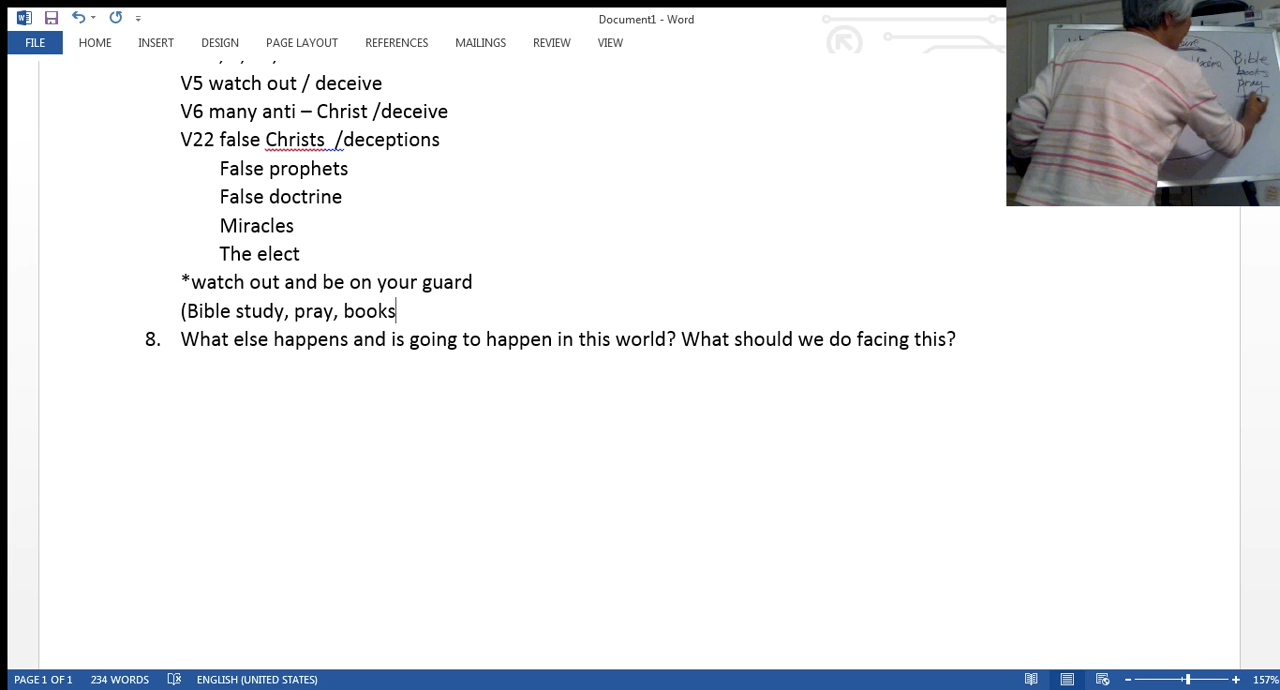 Document1 - Word
FILE HOME INSERT DESIGN PAGE LAYOUT REFERENCES MAILINGS REVIEW VIEW
V5 watch out / deceive
V6 many anti – Christ /deceive
V22 false Christs /deceptions
False prophets
False doctrine
Miracles
The elect
*watch out and be on your guard
(Bible study, pray, books
8. What else happens and is going to happen in this world? What should we do facing this?
Bible
books
pray
PAGE 1 OF 1 234 WORDS ENGLISH (UNITED STATES) 157%